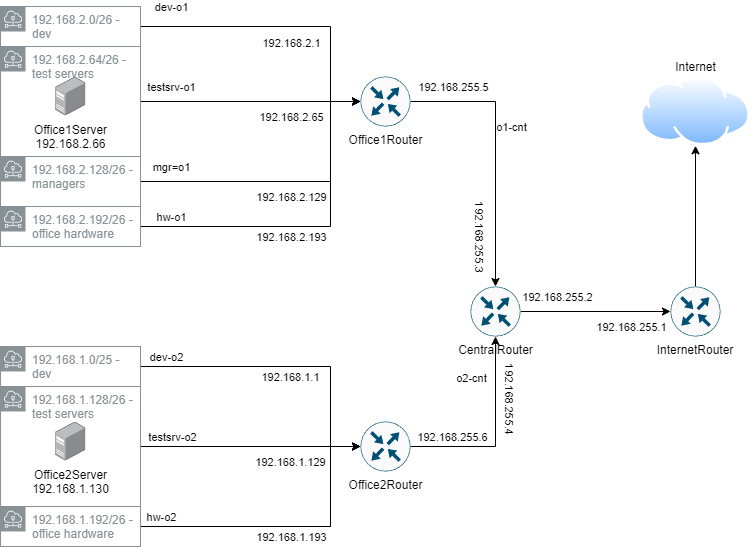 dev-o1
192.168.2.0/26 -
dev
192.168.2.1
192.168.2.64/26 -
test servers
testsrv-o1
192.168.2.65
Office1Server
192.168.2.66
mgr=o1
192.168.2.128/26 -
managers
192.168.2.129
hw-o1
192.168.2.192/26 -
office hardware
192.168.2.193
Office1Router
192.168.255.5
o1-cnt
192.168.255.3
Internet
192.168.255.2
192.168.255.1
CentralRouter
InternetRouter
dev-o2
192.168.1.0/25 -
dev
192.168.1.1
192.168.1.128/26 -
test servers
testsrv-o2
192.168.1.129
Office2Server
192.168.1.130
hw-o2
192.168.1.192/26 -
office hardware
192.168.1.193
Office2Router
192.168.255.6
o2-cnt
192.168.255.4